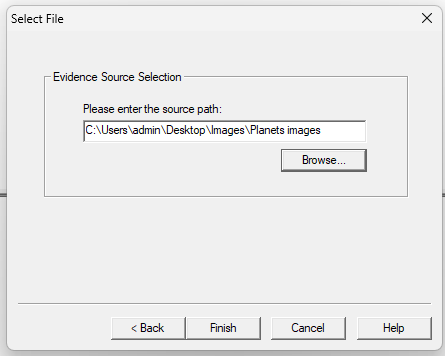 Select File
Evidence Source Selection
Please enter the source path:
C:\Users\admin\Desktop\Images\Planets images
Browse...
< Back
Finish
Cancel
Help